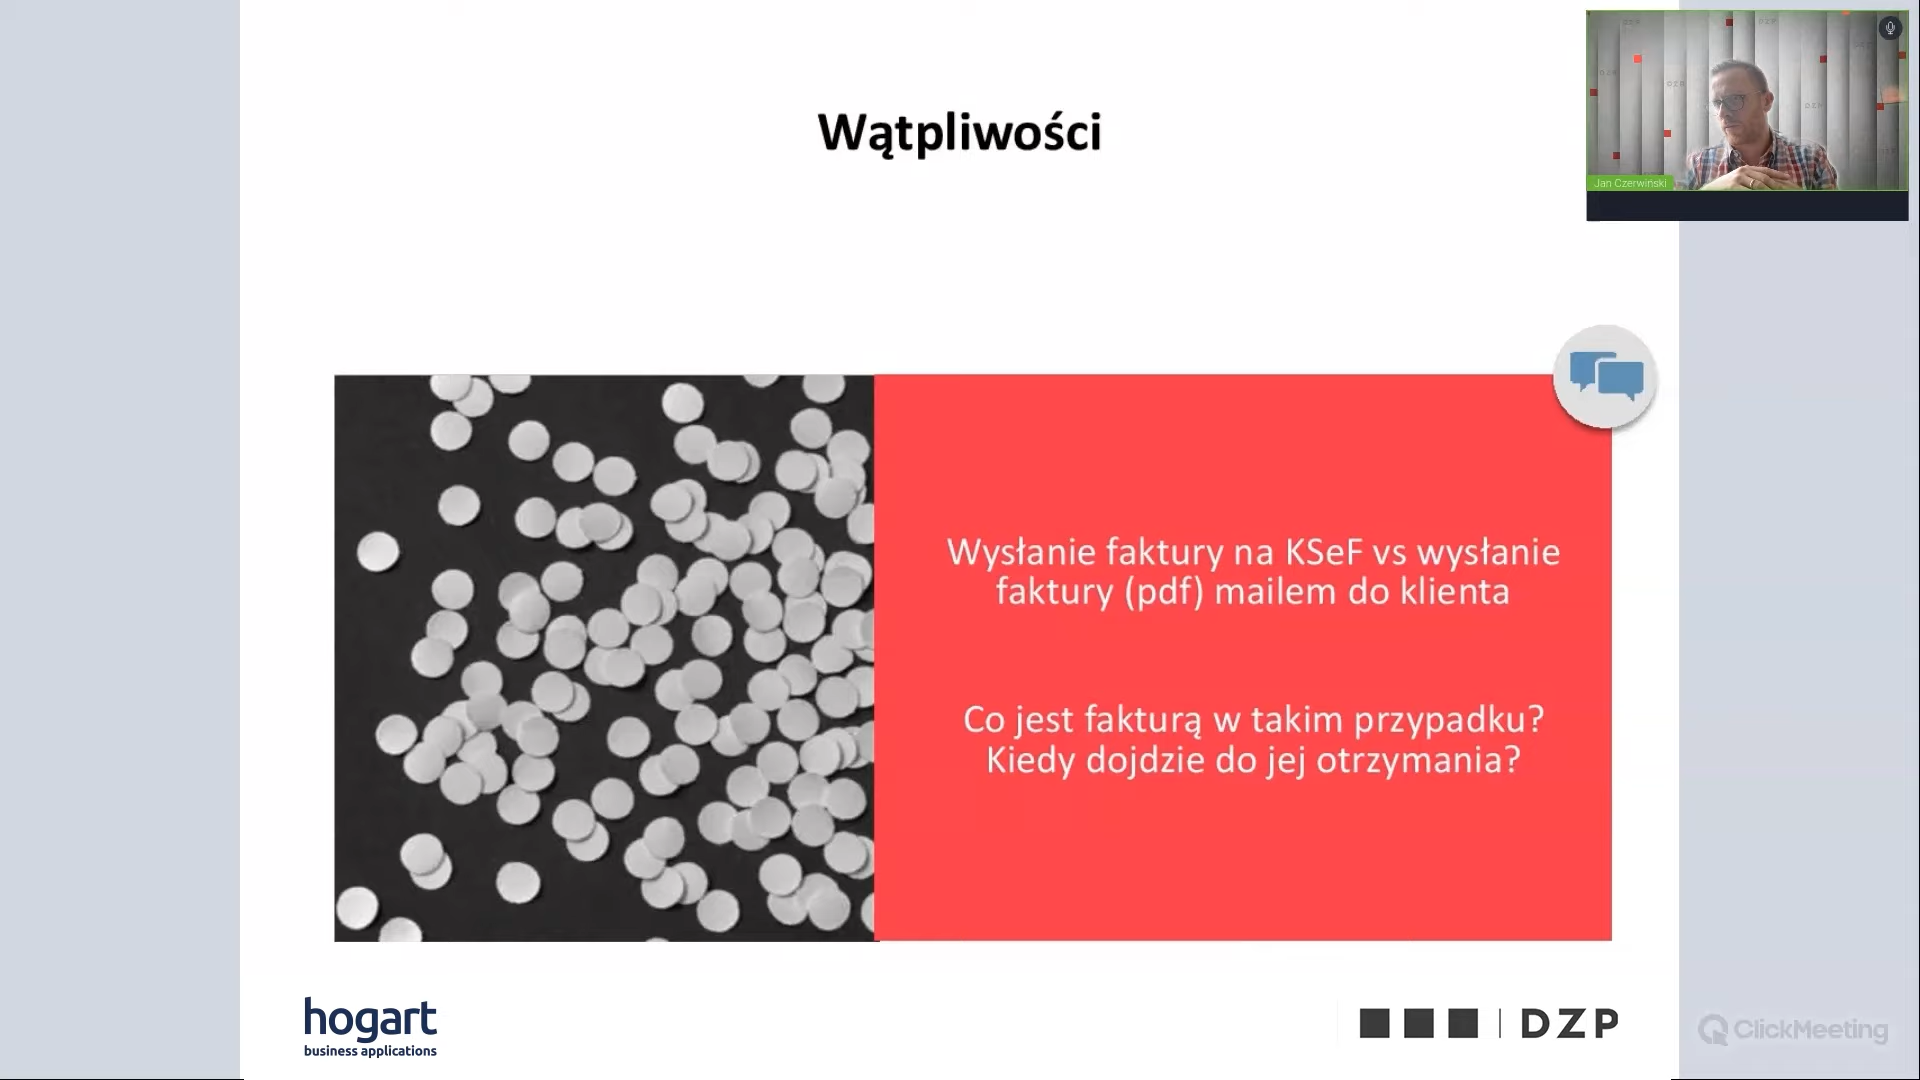 Wątpliwości
Jan Czerwiński
Wysłanie faktury na KSeF vs wysłanie
faktury (pdf) mailem do klienta
Co jest fakturą w takim przypadku?
Kiedy dojdzie do jej otrzymania?
hogart
business applications
DZP
ClickMeeting